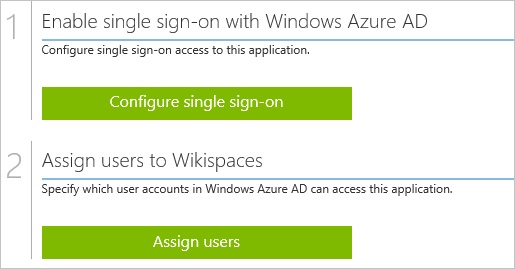 1
Enable single sign-on with Windows Azure AD
Configure single sign-on access to this application.
Configure single sign-on
2
Assign users to Wikispaces
Specify which user accounts in Windows Azure AD can access this application.
Assign users